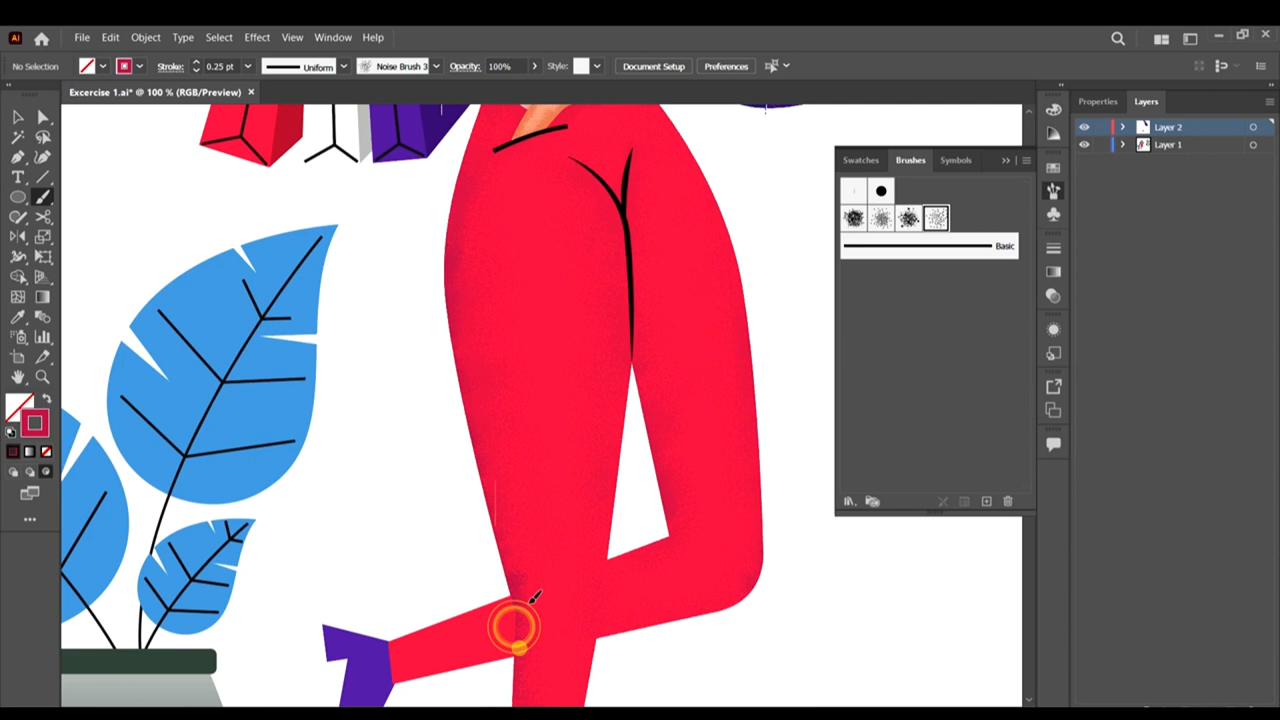 Ai File Edit Object Type Select Effect View Window Help
No Selection Stroke: 0.25 pt Uniform Noise Brush 3 Opacity: 100% Style: Document Setup Preferences
Excercise 1.ai* @ 100 % (RGB/Preview) ×
Properties Layers
Layer 2
Layer 1
Swatches Brushes Symbols
Basic